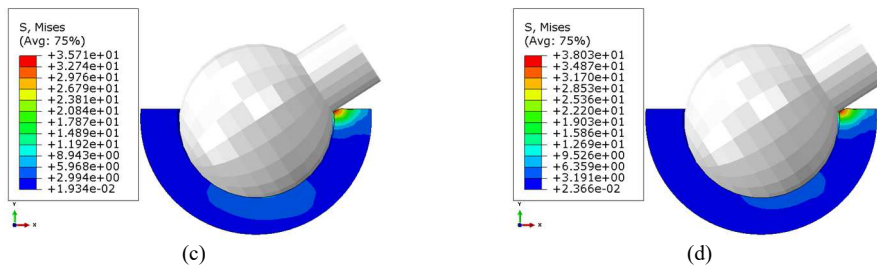 S, Mises
(Avg: 75%)
+3.571e+01
+3.274e+01
+2.976e+01
+2.679e+01
+2.381e+01
+2.084e+01
+1.787e+01
+1.489e+01
+1.192e+01
+8.943e+00
+5.968e+00
+2.994e+00
+1.934e-02
Y
X
(c)
S, Mises
(Avg: 75%)
+3.803e+01
+3.487e+01
+3.170e+01
+2.853e+01
+2.536e+01
+2.220e+01
+1.903e+01
+1.586e+01
+1.269e+01
+9.526e+00
+6.359e+00
+3.191e+00
+2.366e-02
Y
X
(d)